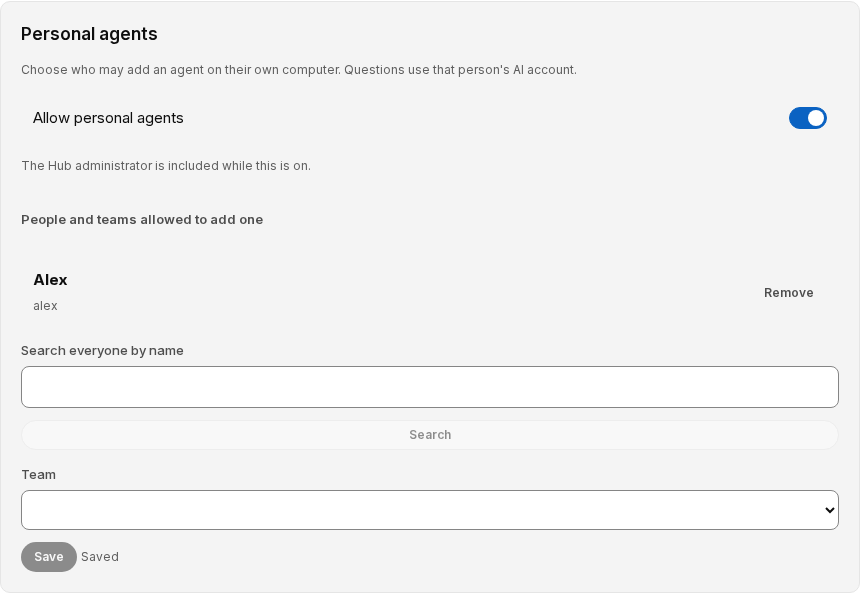 Personal agents
Choose who may add an agent on their own computer. Questions use that person's AI account.
Allow personal agents
The Hub administrator is included while this is on.
People and teams allowed to add one
Alex
alex
Remove
Search everyone by name
Search
Team
Save Saved